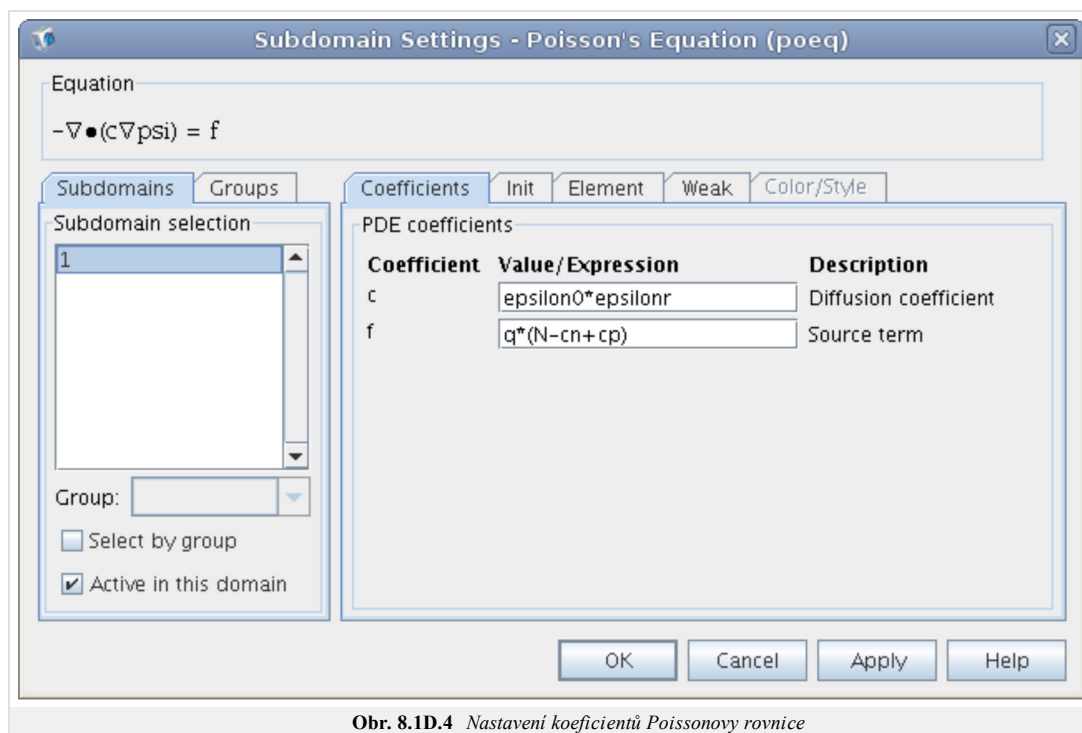 Subdomain Settings - Poisson's Equation (poeq)
Equation
-∇•(c∇psi) = f
Subdomains Groups
Subdomain selection
1
Group:
Select by group
Active in this domain
Coefficients Init Element Weak Color/Style
PDE coefficients
Coefficient Value/Expression Description
c epsilon0*epsilonr Diffusion coefficient
f q*(N-cn+cp) Source term
OK Cancel Apply Help
Obr. 8.1D.4 Nastavení koeficientů Poissonovy rovnice